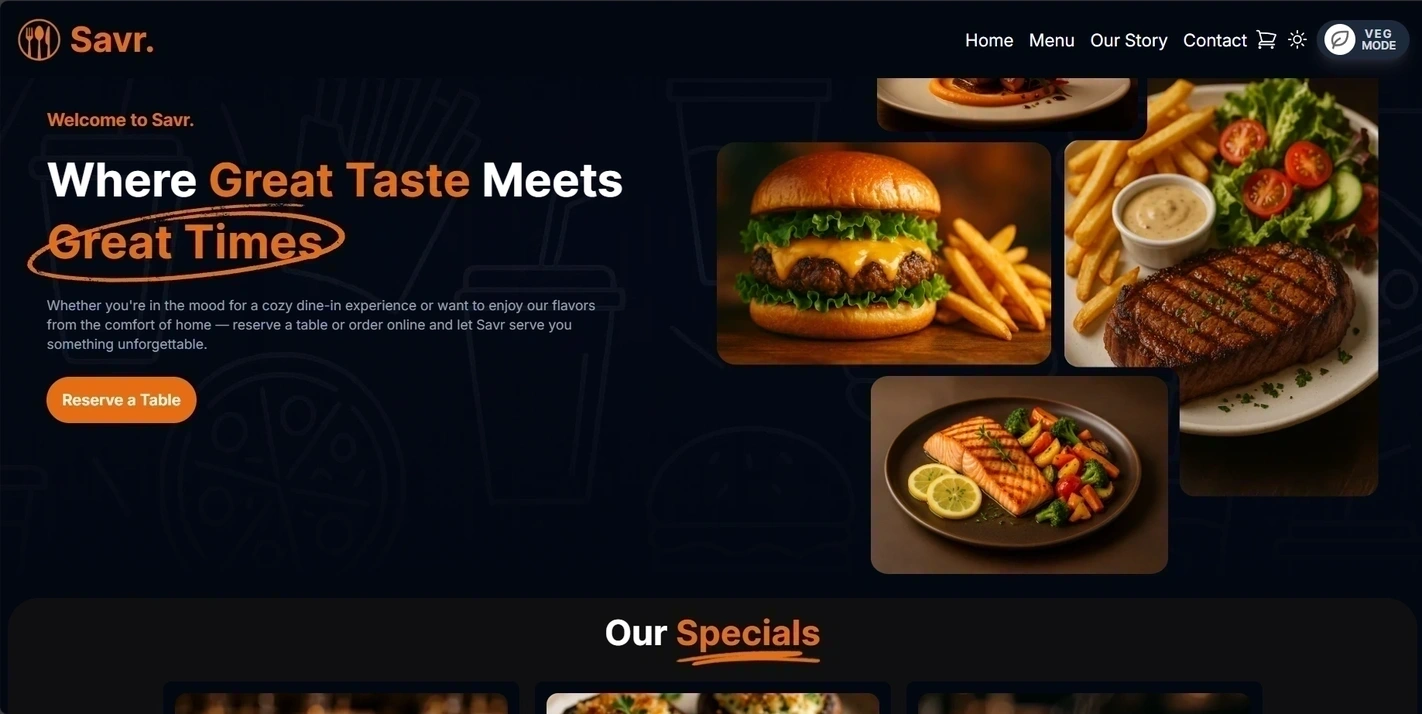 Savr.
Home Menu Our Story Contact
VEG
MODE
Welcome to Savr.
Where Great Taste Meets
Great Times
Whether you're in the mood for a cozy dine-in experience or want to enjoy our flavors
from the comfort of home — reserve a table or order online and let Savr serve you
something unforgettable.
Reserve a Table
Our Specials